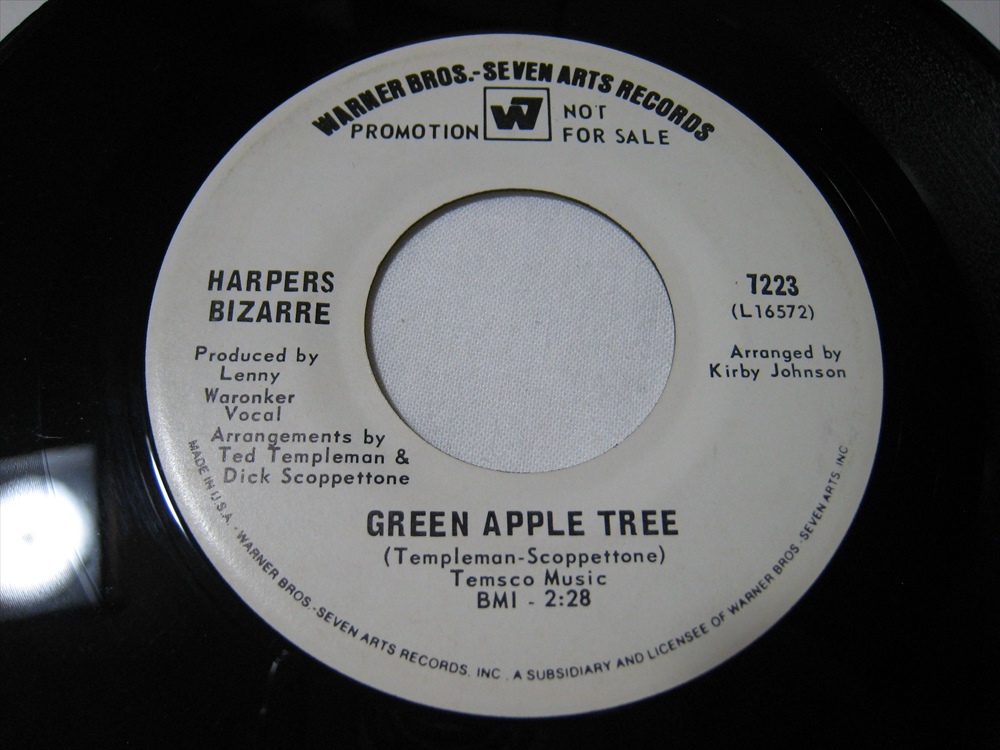 WARNER BROS.-SEVEN ARTS RECORDS
PROMOTION W7 NOT
FOR SALE
HARPERS
BIZARRE
Produced by
Lenny
Waronker
Vocal
Arrangements by
Ted Templeman &
Dick Scoppettone
7223
(L16572)
Arranged by
Kirby Johnson
GREEN APPLE TREE
(Templeman-Scoppettone)
Temsco Music
BMI - 2:28
MADE IN U.S.A. . WARNER BROS.-SEVEN ARTS RECORDS, INC . A SUBSIDIARY AND LICENSEE OF WARNER BROS.-SEVEN ARTS, INC